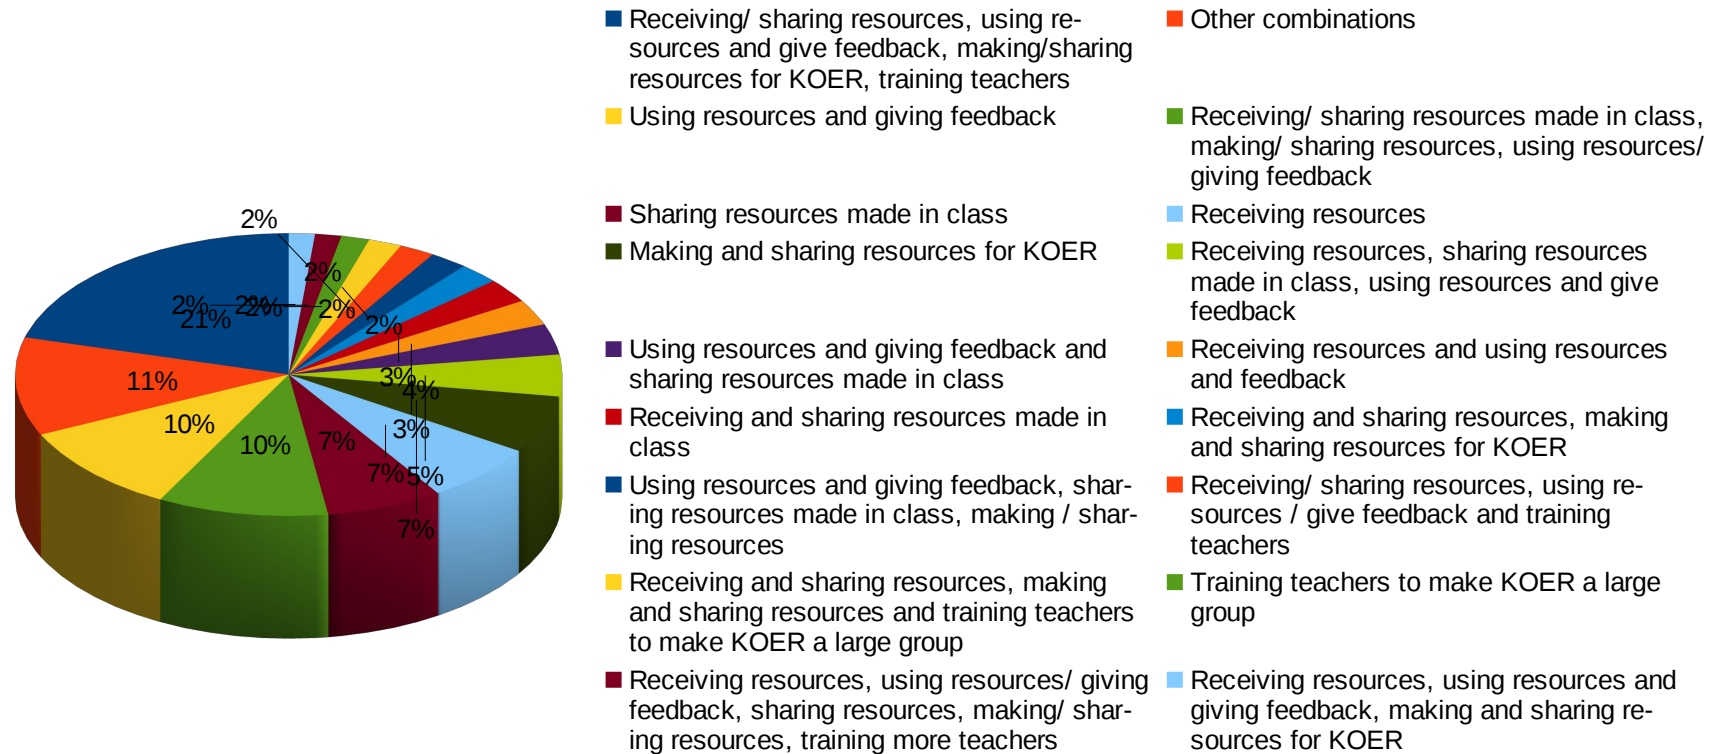 Receiving/ sharing resources, using re-
sources and give feedback, making/sharing
resources for KOER, training teachers
Other combinations
Using resources and giving feedback
Receiving/ sharing resources made in class,
making/ sharing resources, using resources/
giving feedback
Sharing resources made in class
Receiving resources
Making and sharing resources for KOER
Receiving resources, sharing resources
made in class, using resources and give
feedback
Using resources and giving feedback and
sharing resources made in class
Receiving resources and using resources
and feedback
Receiving and sharing resources made in
class
Receiving and sharing resources, making
and sharing resources for KOER
Using resources and giving feedback, shar-
ing resources made in class, making / shar-
ing resources
Receiving/ sharing resources, using re-
sources / give feedback and training
teachers
Receiving and sharing resources, making
and sharing resources and training teachers
to make KOER a large group
Training teachers to make KOER a large
group
Receiving resources, using resources/ giving
feedback, sharing resources, making/ shar-
ing resources, training more teachers
Receiving resources, using resources and
giving feedback, making and sharing re-
sources for KOER
2%
2%
2%
2%
2%
2%
21%
2%
3%
4%
11%
10%
10%
7%
3%
7%
5%
7%